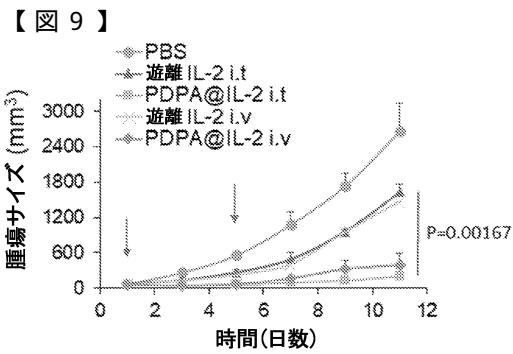 【図9】
PBS
遊離 IL-2 i.t
PDPA@IL-2 i.t
遊離 IL-2 i.v
PDPA@IL-2 i.v
腫瘍サイズ (mm³)
3000
2400
1800
1200
600
0
P=0.00167
0 2 4 6 8 10 12
時間(日数)